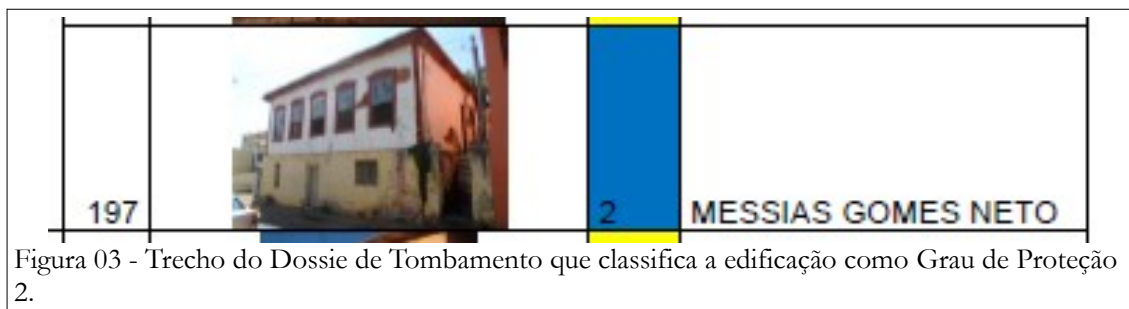 197 2 MESSIAS GOMES NETO
Figura 03 - Trecho do Dossie de Tombamento que classifica a edificação como Grau de Proteção
2.